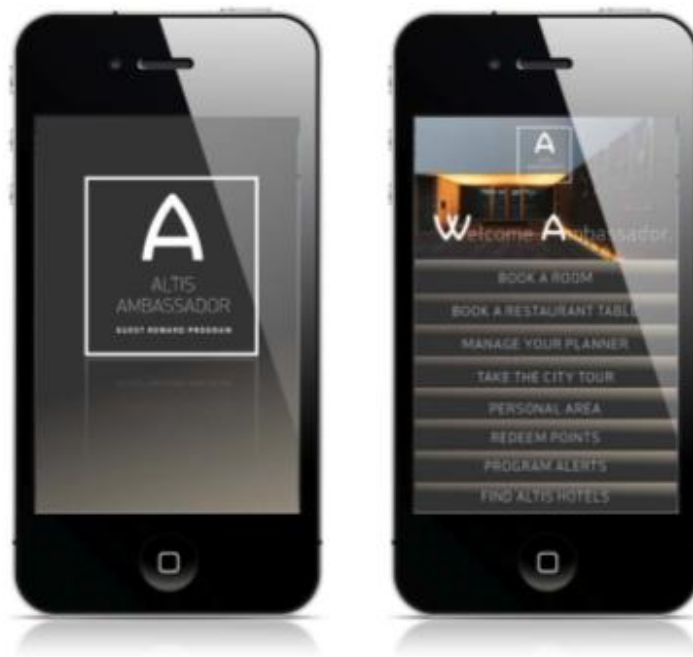 A
ALTIS
AMBASSADOR
GUEST REWARD PROGRAM
A
ALTIS
Welcome Ambassador.
BOOK A ROOM
BOOK A RESTAURANT TABLE
MANAGE YOUR PLANNER
TAKE THE CITY TOUR
PERSONAL AREA
REDEEM POINTS
PROGRAM ALERTS
FIND ALTIS HOTELS